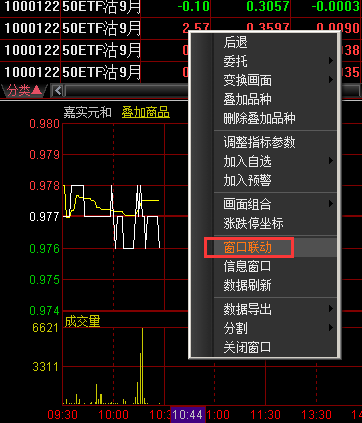 1000122 50ETF沽9月 -0.10 0.3057 -0.0003
1000122 50ETF沽9月 2.57 0.3597 0.0090
1000122 50ETF沽9月
1000122 50ETF沽9月
分类▲
嘉实元和 叠加商品
0.980
0.979
0.978
0.977
0.976
0.975
0.974
成交量
6621
3311
09:30 10:00 10:3 10:44 1:00 11:30 13:30 14
后退
委托
变换画面
叠加品种
删除叠加品种
调整指标参数
加入自选
加入预警
画面组合
涨跌停坐标
窗口联动
信息窗口
数据刷新
数据导出
分割
关闭窗口